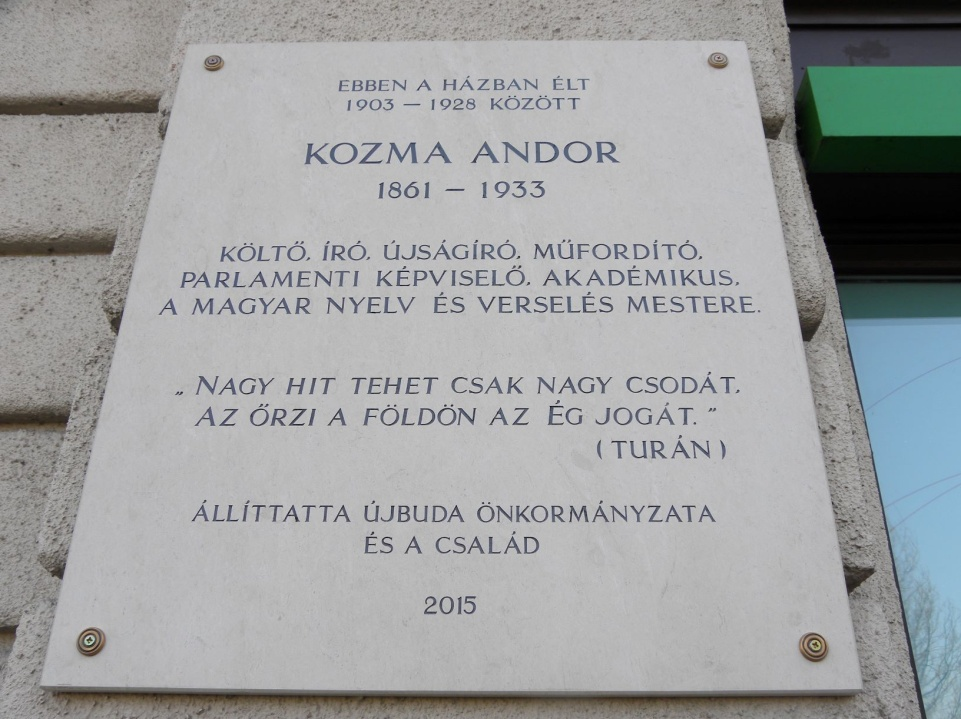 EBBEN A HÁZBAN ÉLT
1903 – 1928 KÖZÖTT
KOZMA ANDOR
1861 – 1933
KÖLTŐ, ÍRÓ, ÚJSÁGÍRÓ, MŰFORDÍTÓ,
PARLAMENTI KÉPVISELŐ, AKADÉMIKUS,
A MAGYAR NYELV ÉS VERSELÉS MESTERE.
„NAGY HIT TEHET CSAK NAGY CSODÁT,
AZ ŐRZI A FÖLDÖN AZ ÉG JOGÁT.”
(TURÁN)
ÁLLÍTTATTA ÚJBUDA ÖNKORMÁNYZATA
ÉS A CSALÁD
2015